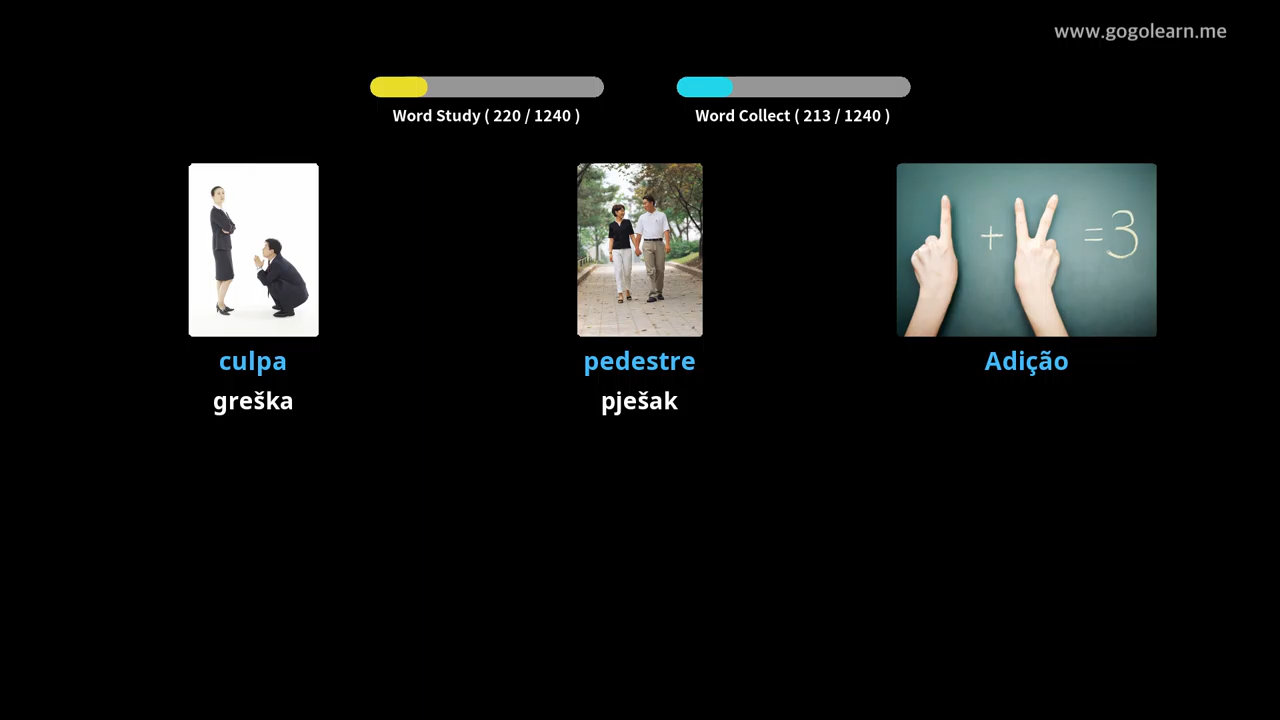 www.gogolearn.me
Word Study ( 220 / 1240 )
Word Collect ( 213 / 1240 )
+ =3
culpa
pedestre
Adição
greška
pješak